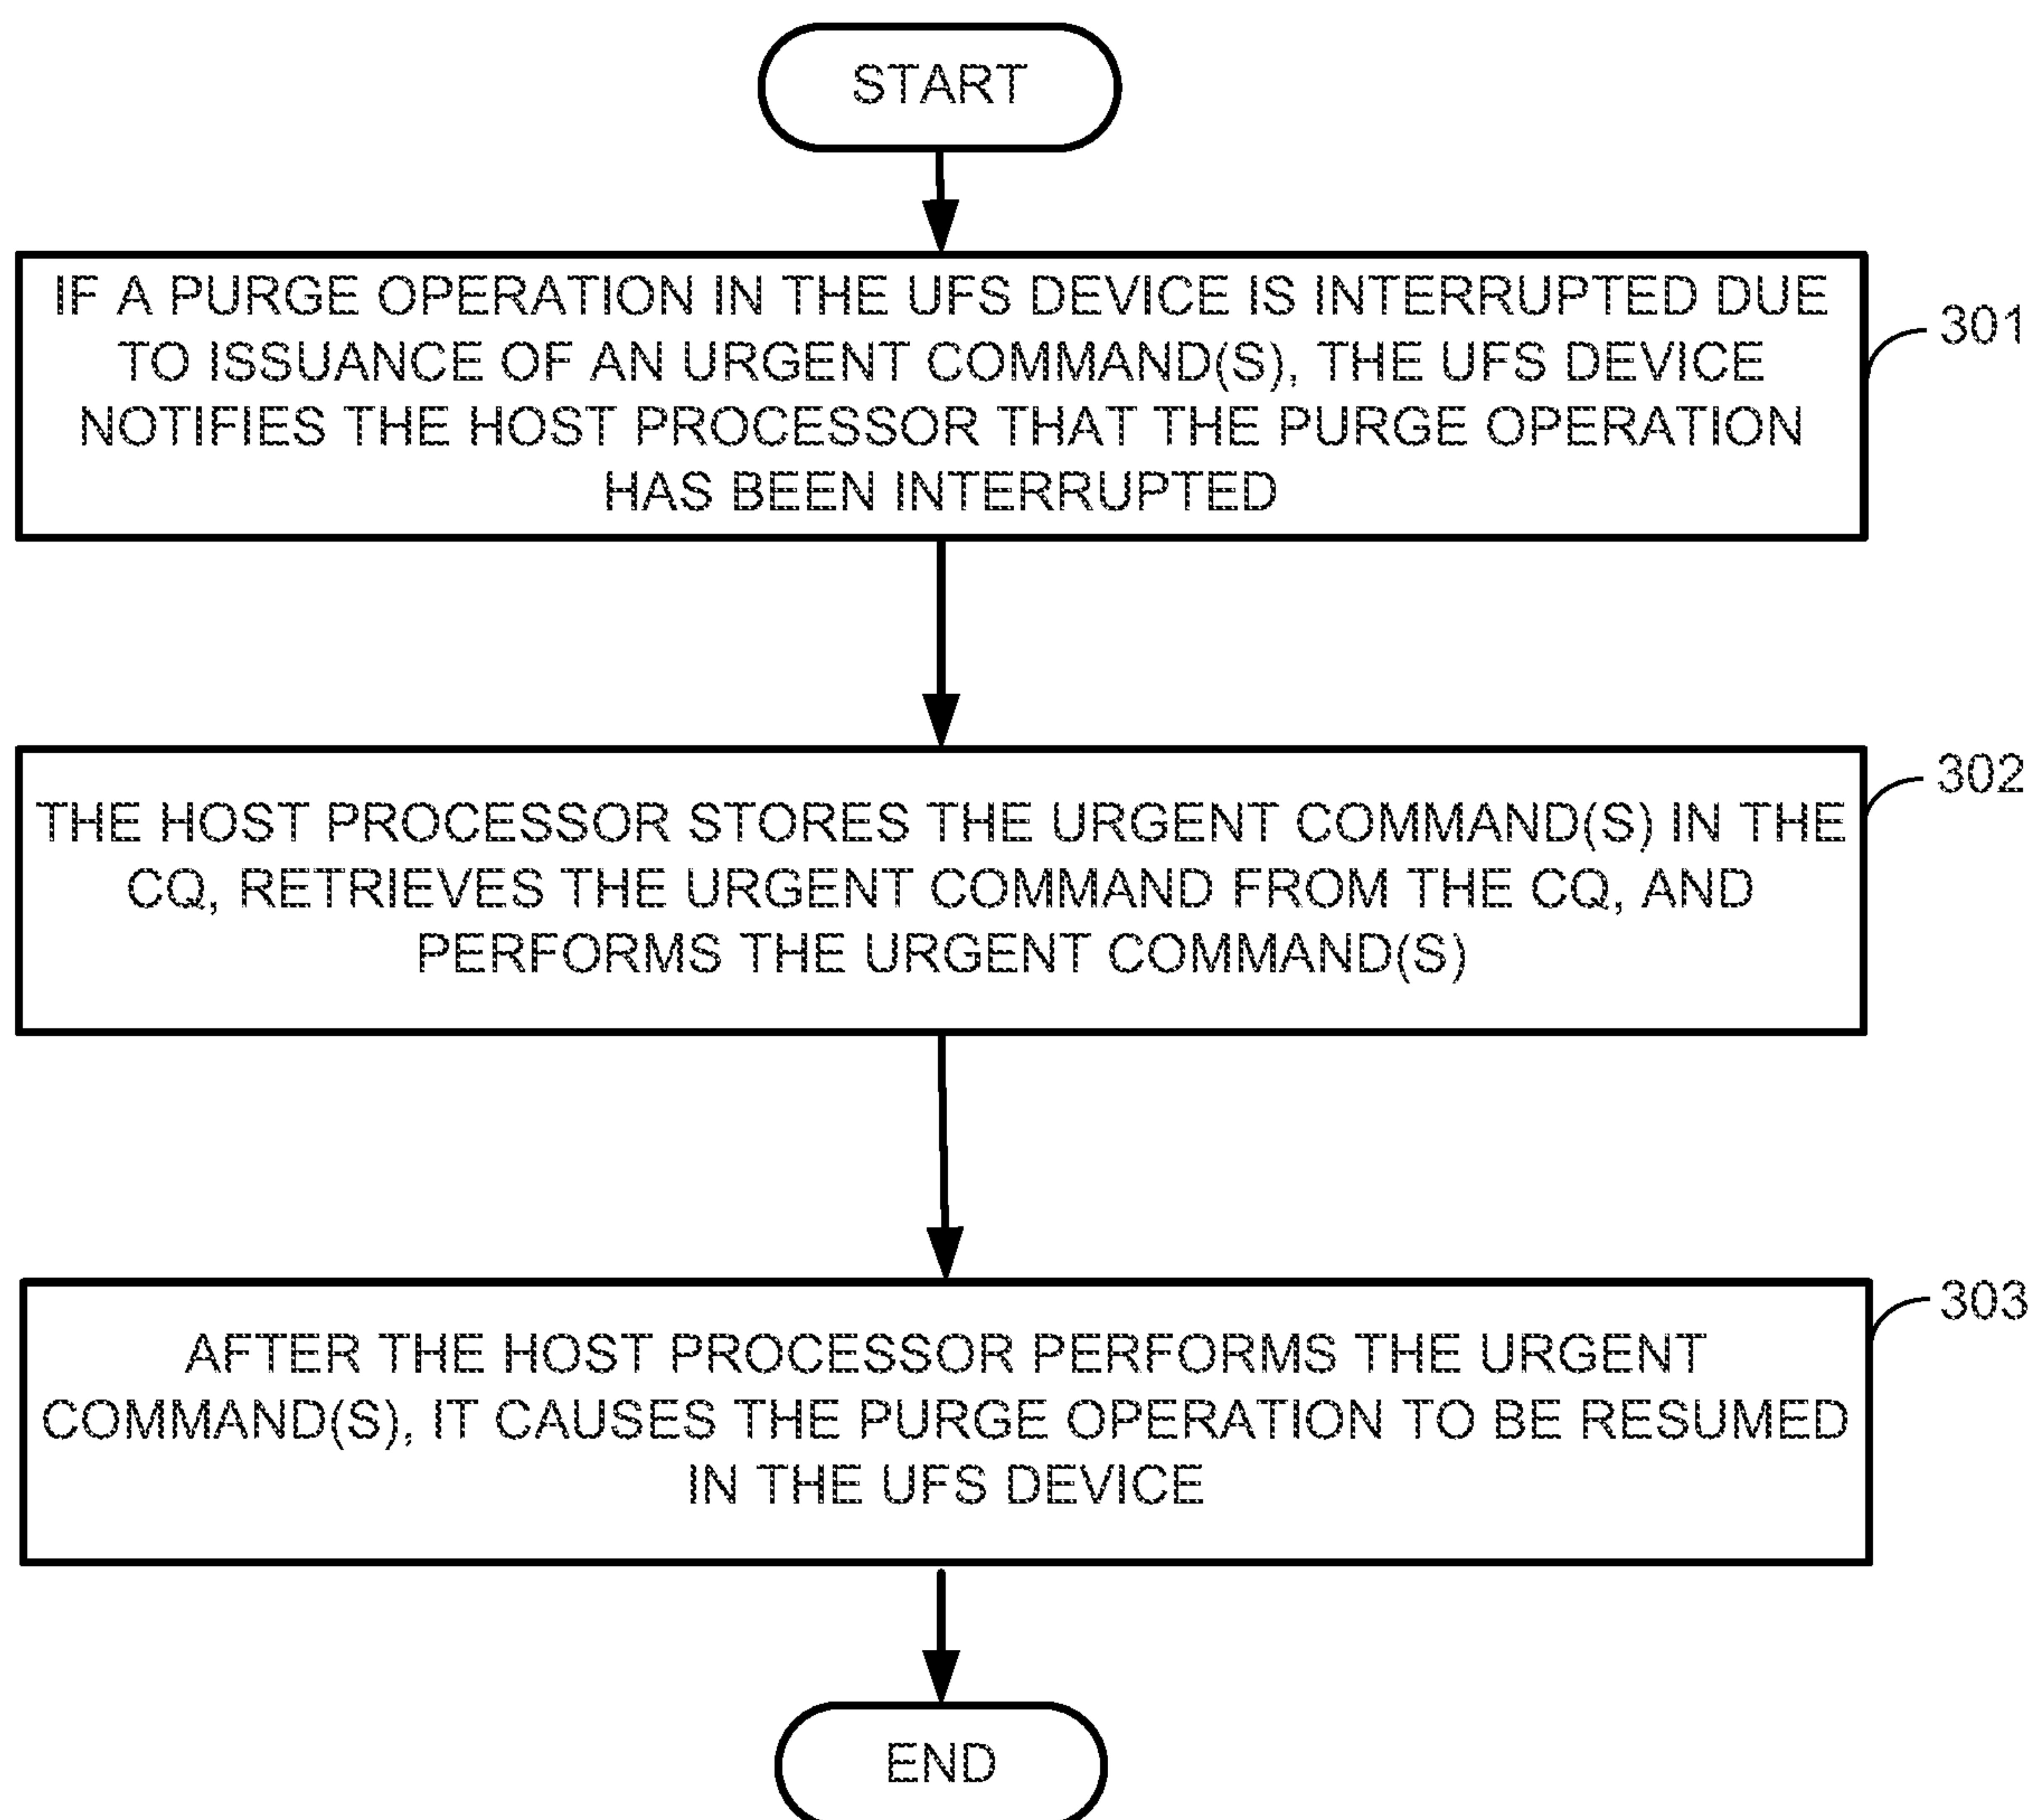 START
IF A PURGE OPERATION IN THE UFS DEVICE IS INTERRUPTED DUE
TO ISSUANCE OF AN URGENT COMMAND(S), THE UFS DEVICE
NOTIFIES THE HOST PROCESSOR THAT THE PURGE OPERATION
HAS BEEN INTERRUPTED
301
THE HOST PROCESSOR STORES THE URGENT COMMAND(S) IN THE
CQ, RETRIEVES THE URGENT COMMAND FROM THE CQ, AND
PERFORMS THE URGENT COMMAND(S)
302
AFTER THE HOST PROCESSOR PERFORMS THE URGENT
COMMAND(S), IT CAUSES THE PURGE OPERATION TO BE RESUMED
IN THE UFS DEVICE
303
END